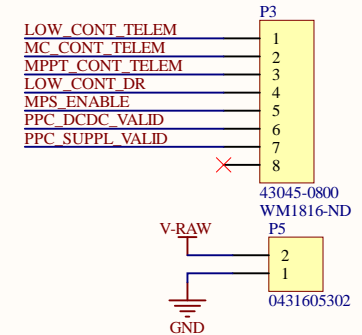 P3
LOW_CONT_TELEM 1
MC_CONT_TELEM 2
MPPT_CONT_TELEM 3
LOW_CONT_DR 4
MPS_ENABLE 5
PPC_DCDC_VALID 6
PPC_SUPPL_VALID 7
8
43045-0800
WM1816-ND
P5
V-RAW
2
1
0431605302
GND